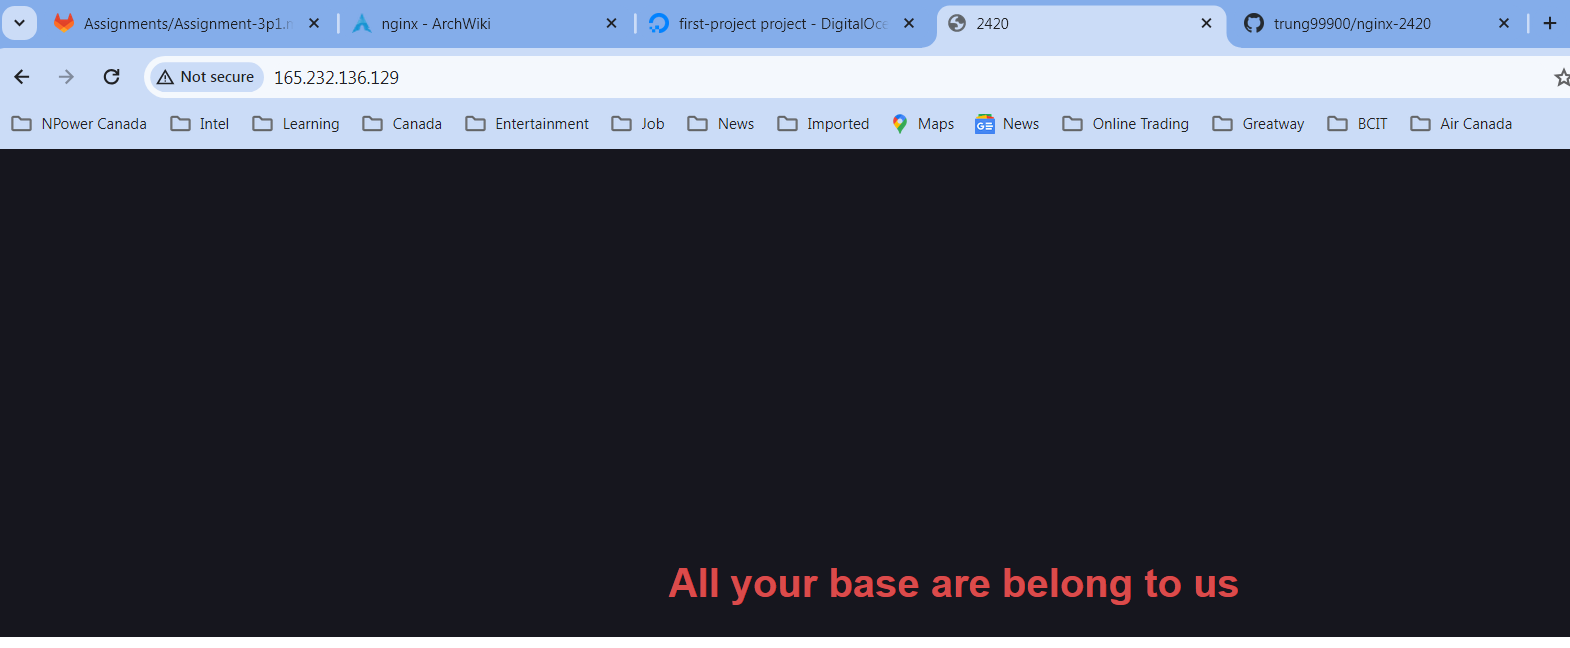 Assignments/Assignment-3p1.n nginx - ArchWiki first-project project - DigitalOce 2420 trung99900/nginx-2420
Not secure 165.232.136.129
NPower Canada Intel Learning Canada Entertainment Job News Imported Maps News Online Trading Greatway BCIT Air Canada
All your base are belong to us